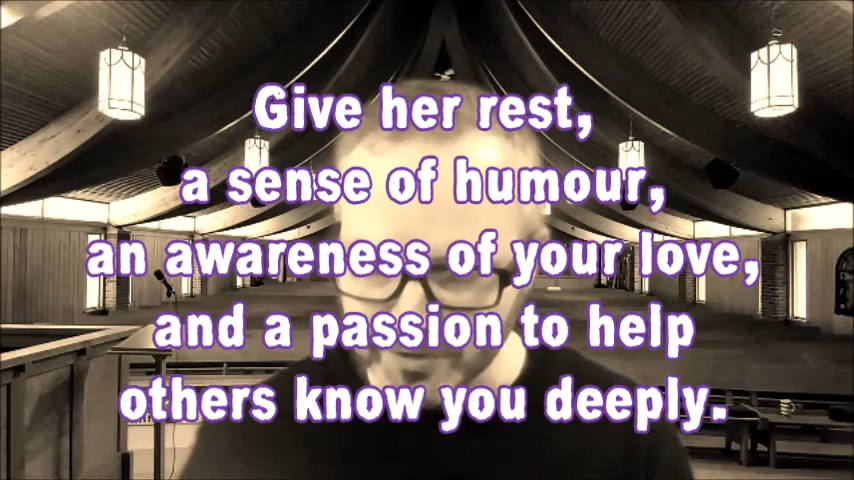 Give her rest,
a sense of humour,
an awareness of your love,
and a passion to help
others know you deeply.